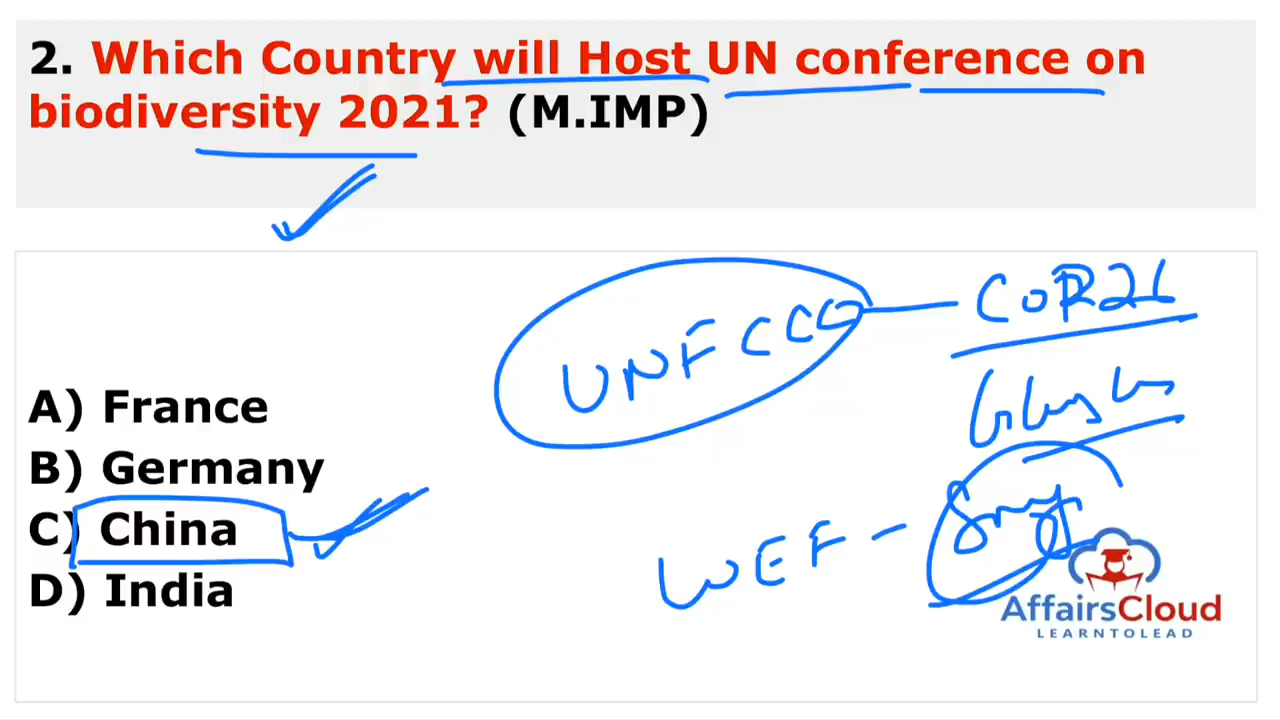 2. Which Country will Host UN conference on
biodiversity 2021? (M.IMP)
UNFCCC
COP26
A) France
B) Germany
C) China
D) India
WEF -
AffairsCloud
LEARNTOLEAD